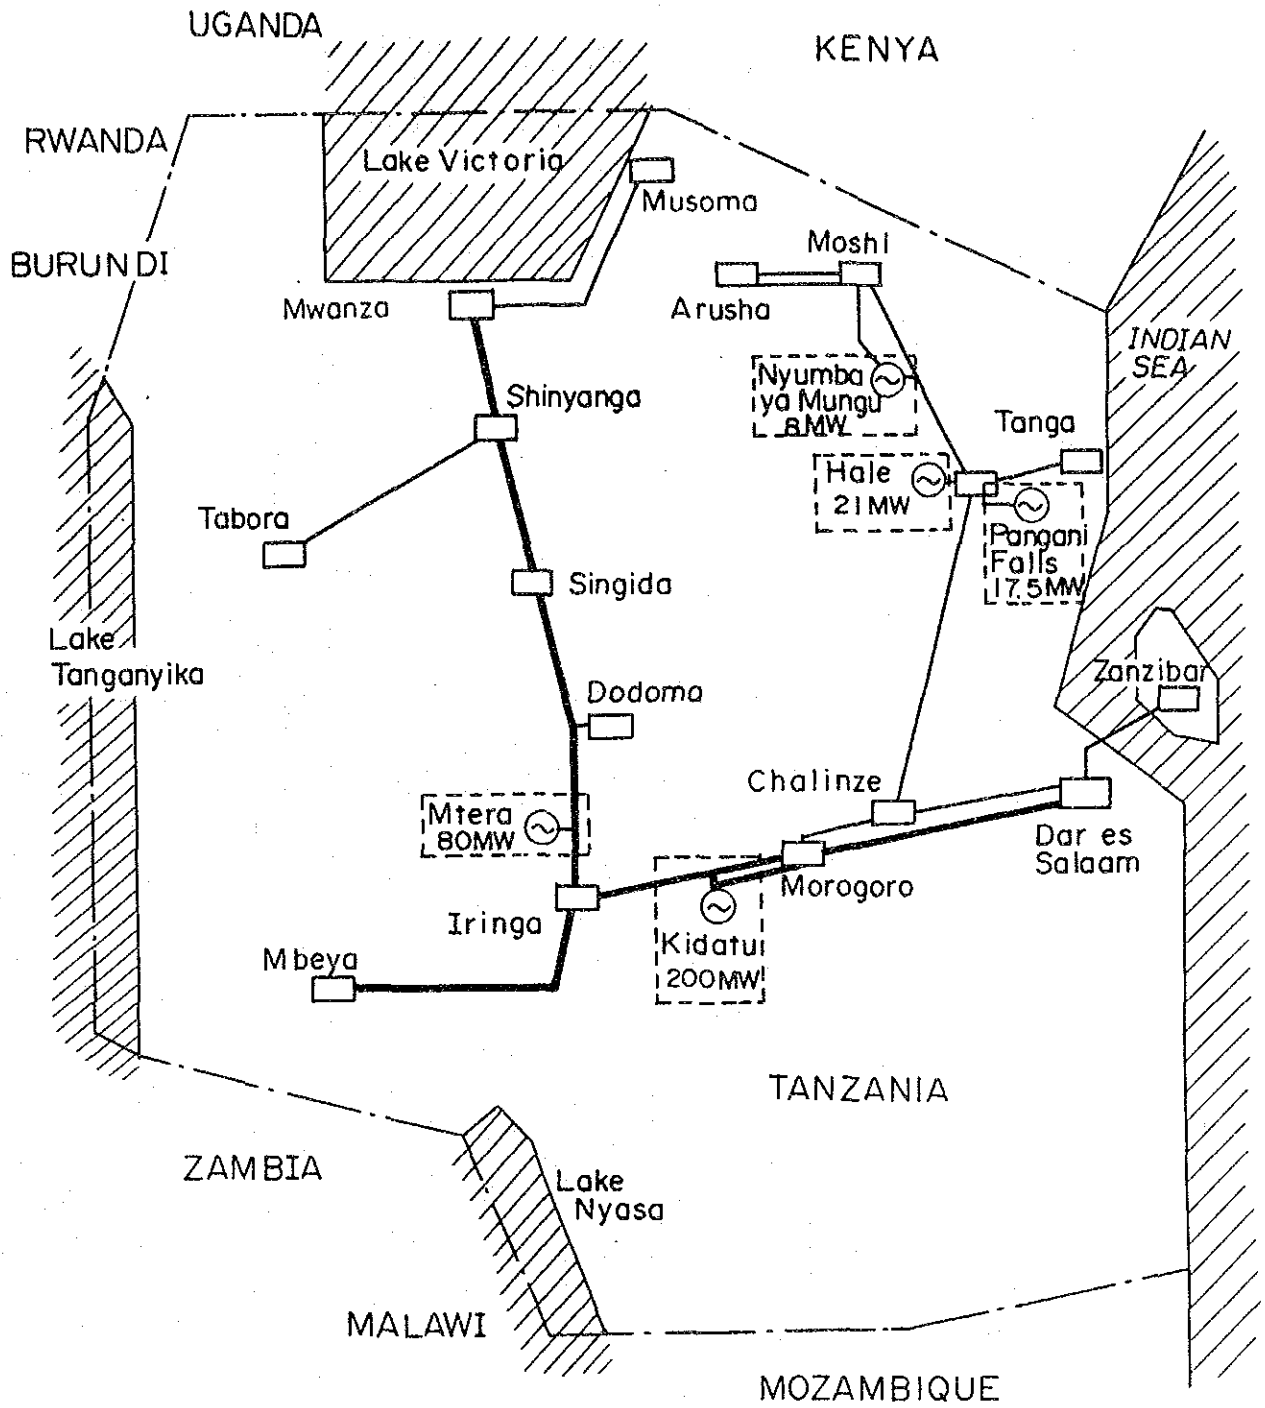 UGANDA
KENYA
RWANDA
Lake Victoria
Musoma
BURUNDI
Moshi
Mwanza
Arusha
INDIAN
SEA
Nyumba
ya Mungu
8MW
Shinyanga
Tanga
Hale
21MW
Tabora
Pangani
Falls
17.5MW
Singida
Lake
Tanganyika
Zanzibar
Dodoma
Chalinze
Mtera
80MW
Dar es
Salaam
Morogoro
Iringa
Kidatu
200MW
Mbeya
TANZANIA
ZAMBIA
Lake
Nyasa
MALAWI
MOZAMBIQUE